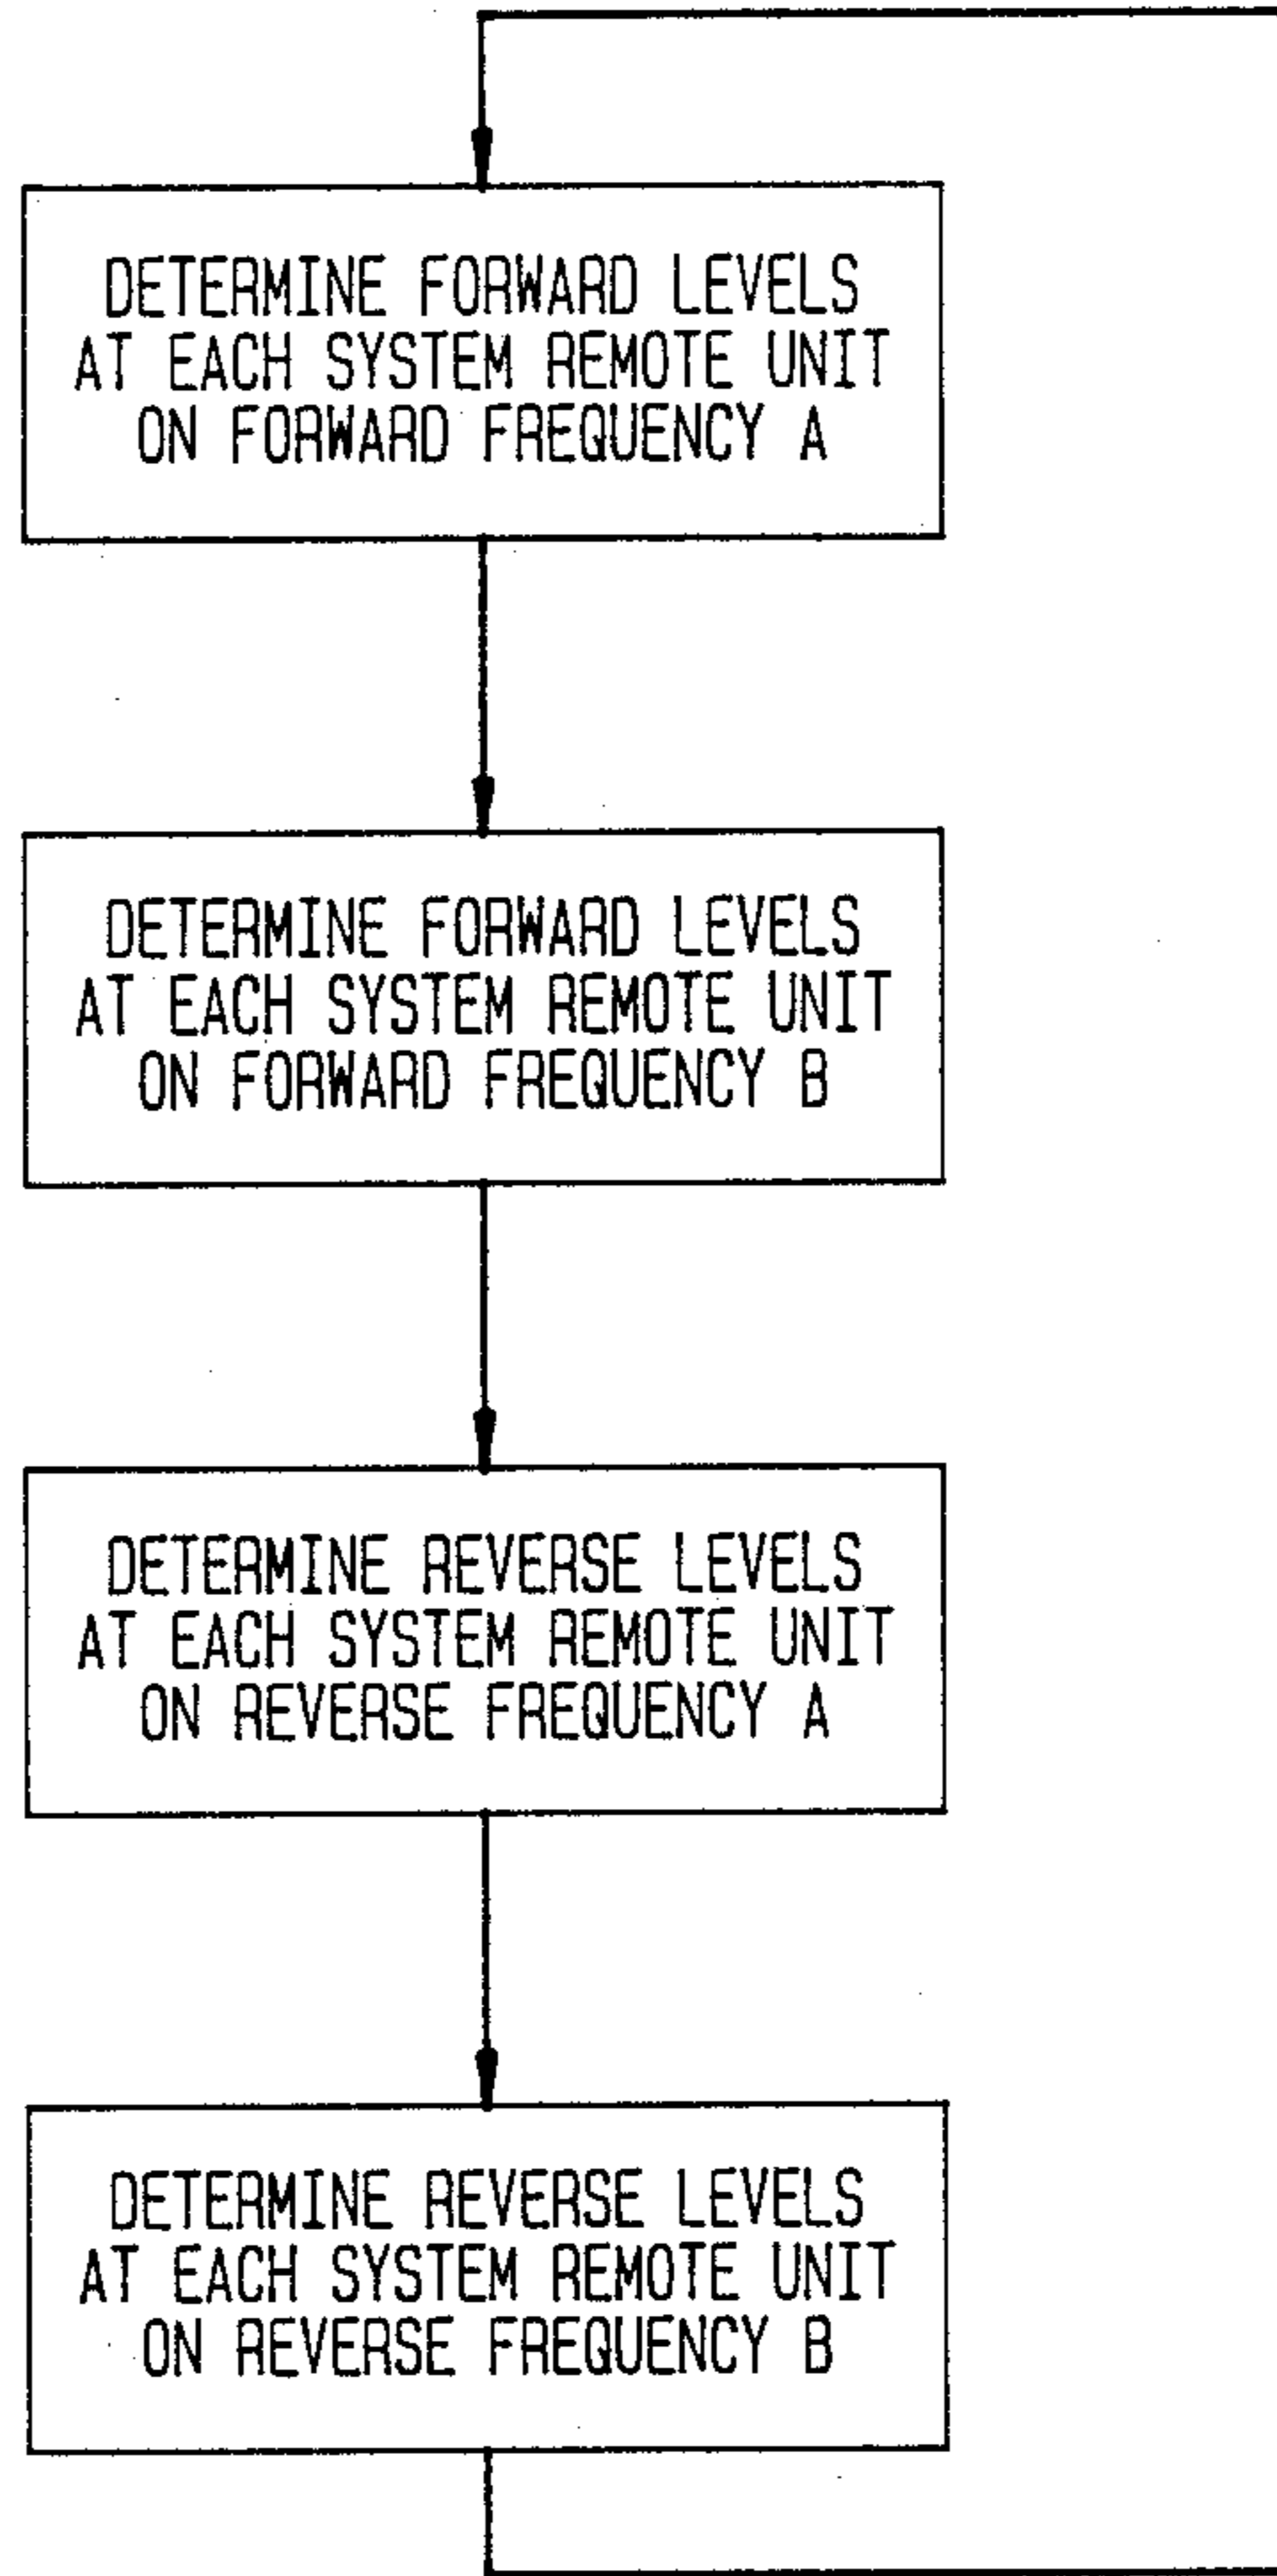 DETERMINE FORWARD LEVELS
AT EACH SYSTEM REMOTE UNIT
ON FORWARD FREQUENCY A
DETERMINE FORWARD LEVELS
AT EACH SYSTEM REMOTE UNIT
ON FORWARD FREQUENCY B
DETERMINE REVERSE LEVELS
AT EACH SYSTEM REMOTE UNIT
ON REVERSE FREQUENCY A
DETERMINE REVERSE LEVELS
AT EACH SYSTEM REMOTE UNIT
ON REVERSE FREQUENCY B